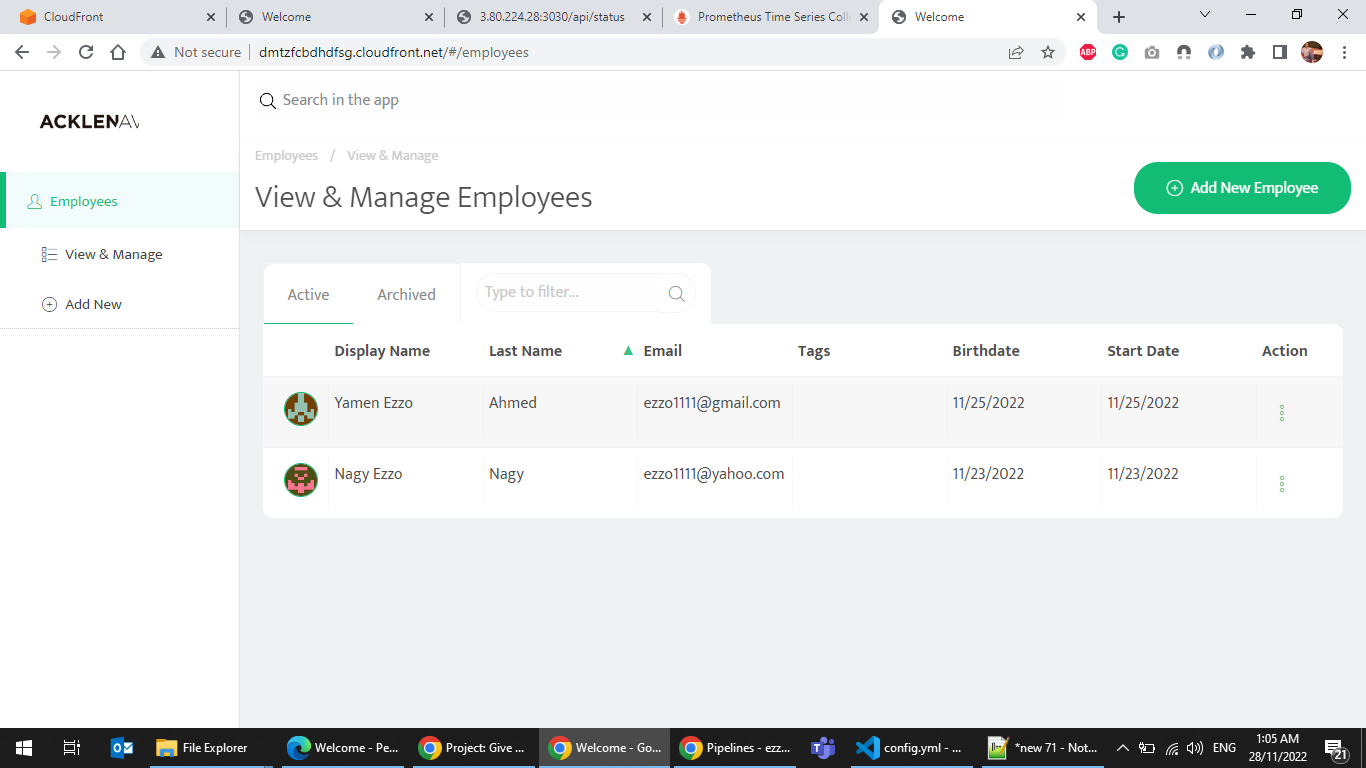 CloudFront
Welcome
3.80.224.28:3030/api/status
Prometheus Time Series Coll
Welcome
Not secure
dmtzfcbdhdfsg.cloudfront.net/#/employees
ABP
ACKLENAV
Search in the app
Employees / View & Manage
View & Manage Employees
Add New Employee
Employees
View & Manage
Add New
Active
Archived
Type to filter...
Display Name Last Name Email Tags Birthdate Start Date Action
Yamen Ezzo Ahmed ezzo1111@gmail.com 11/25/2022 11/25/2022
Nagy Ezzo Nagy ezzo1111@yahoo.com 11/23/2022 11/23/2022
File Explorer
Welcome - Pe...
Project: Give ...
Welcome - Go...
Pipelines - ezz...
config.yml - ...
*new 71 - Not...
ENG
1:05 AM
28/11/2022
21